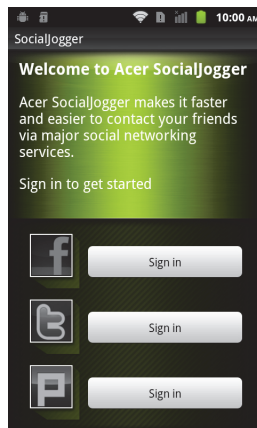 10:00 AM
SocialJogger
Welcome to Acer SocialJogger
Acer SocialJogger makes it faster
and easier to contact your friends
via major social networking
services.
Sign in to get started
f
Sign in
t
Sign in
P
Sign in